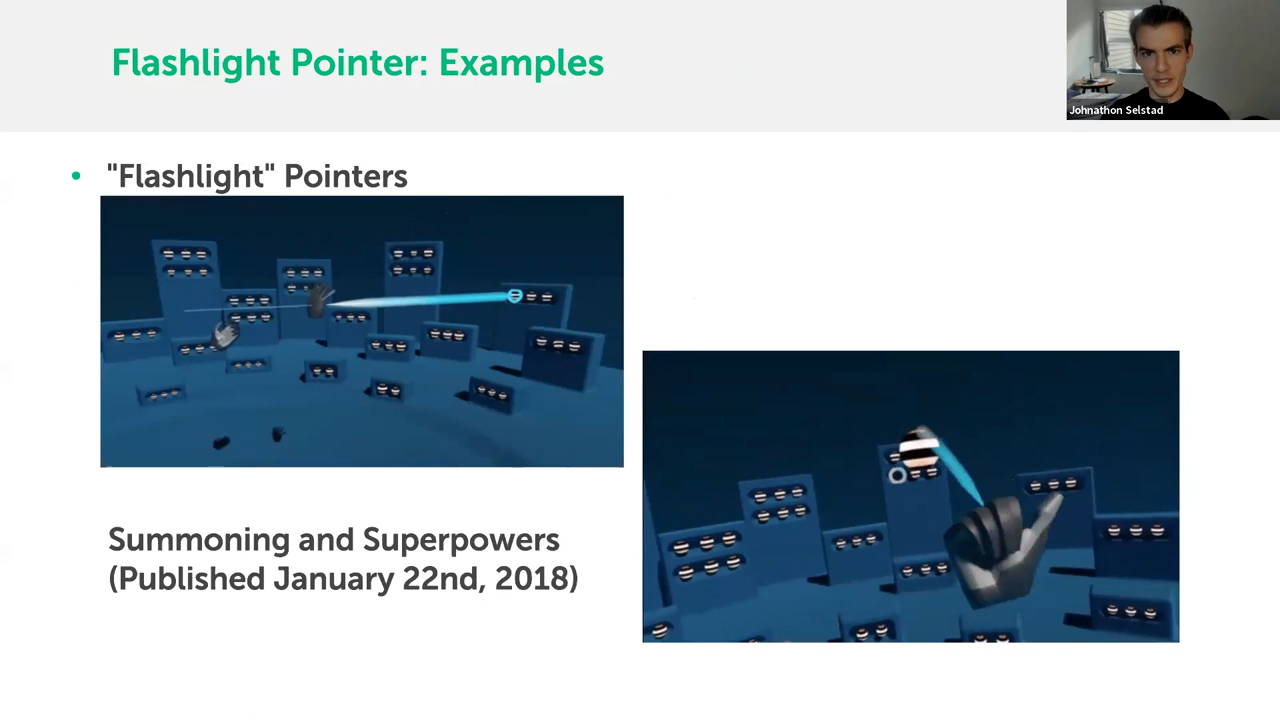 Flashlight Pointer: Examples
Johnathon Selstad
• "Flashlight" Pointers
Summoning and Superpowers
(Published January 22nd, 2018)